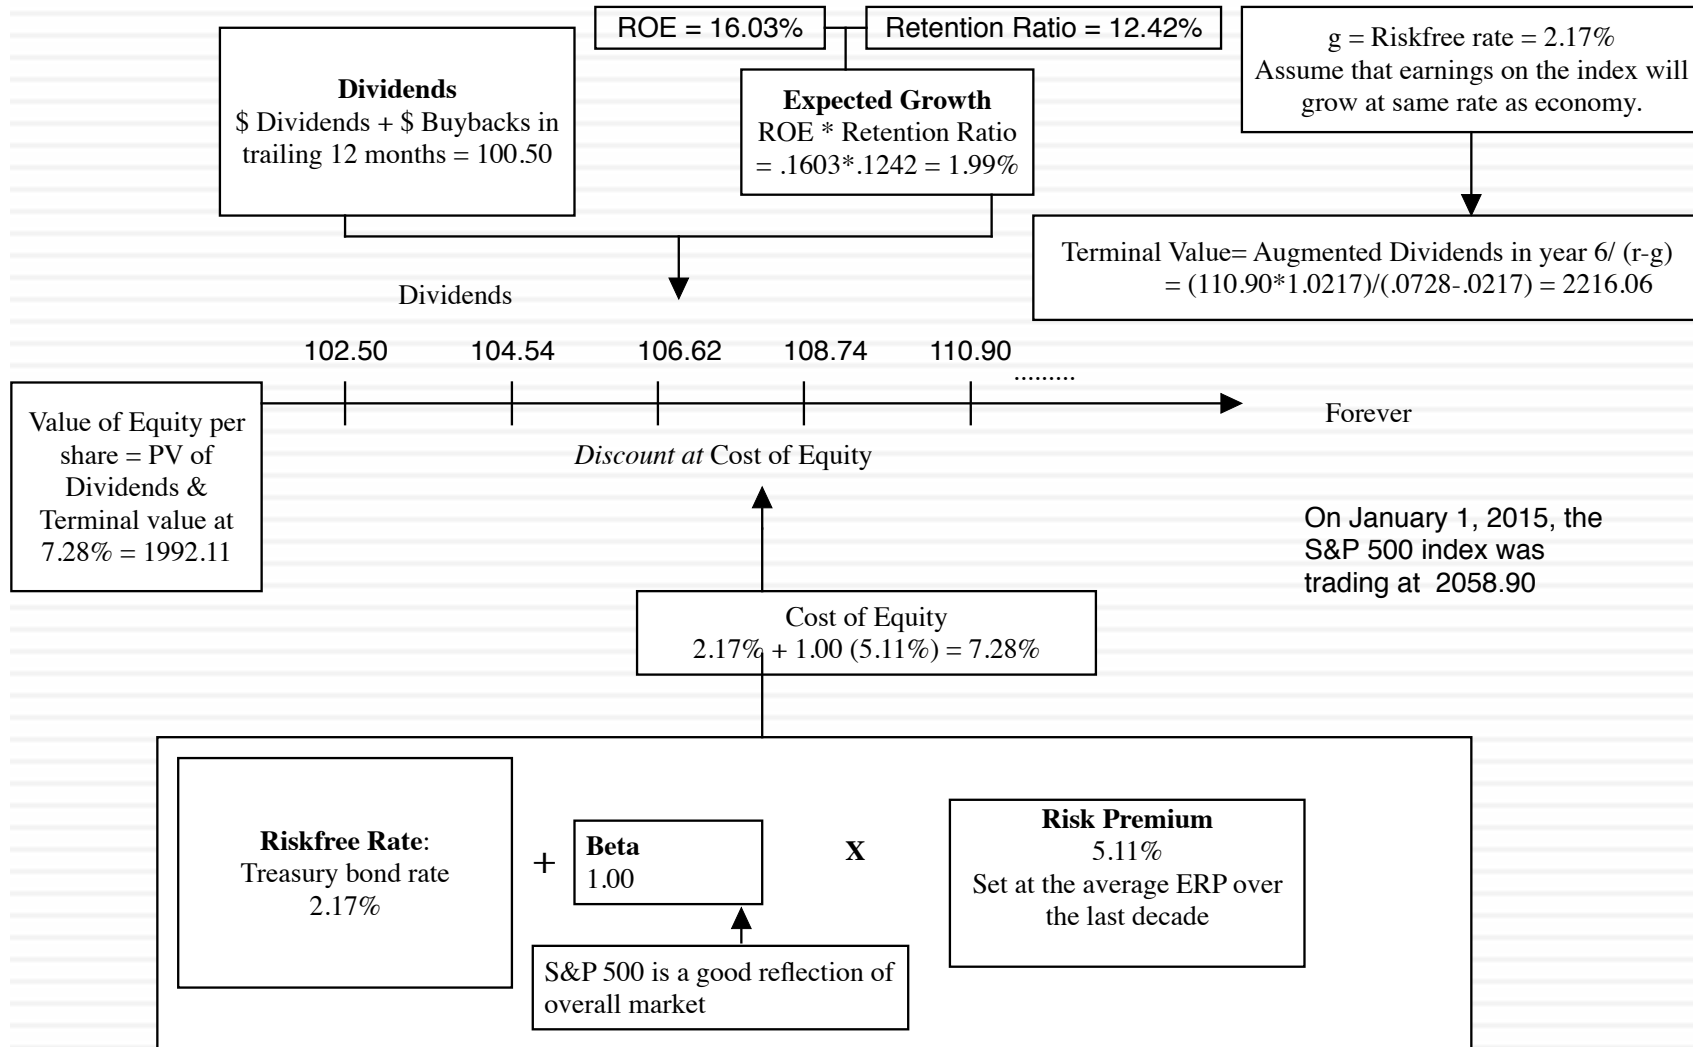 ROE = 16.03%
Retention Ratio = 12.42%
g = Riskfree rate = 2.17%
Assume that earnings on the index will
grow at same rate as economy.
Dividends
$ Dividends + $ Buybacks in
trailing 12 months = 100.50
Expected Growth
ROE * Retention Ratio
= .1603*.1242 = 1.99%
Terminal Value= Augmented Dividends in year 6/ (r-g)
= (110.90*1.0217)/(.0728-.0217) = 2216.06
Dividends
102.50 104.54 106.62 108.74 110.90
.........
Forever
Value of Equity per
share = PV of
Dividends &
Terminal value at
7.28% = 1992.11
Discount at Cost of Equity
On January 1, 2015, the
S&P 500 index was
trading at 2058.90
Cost of Equity
2.17% + 1.00 (5.11%) = 7.28%
Riskfree Rate:
Treasury bond rate
2.17%
+
Beta
1.00
X
Risk Premium
5.11%
Set at the average ERP over
the last decade
S&P 500 is a good reflection of
overall market